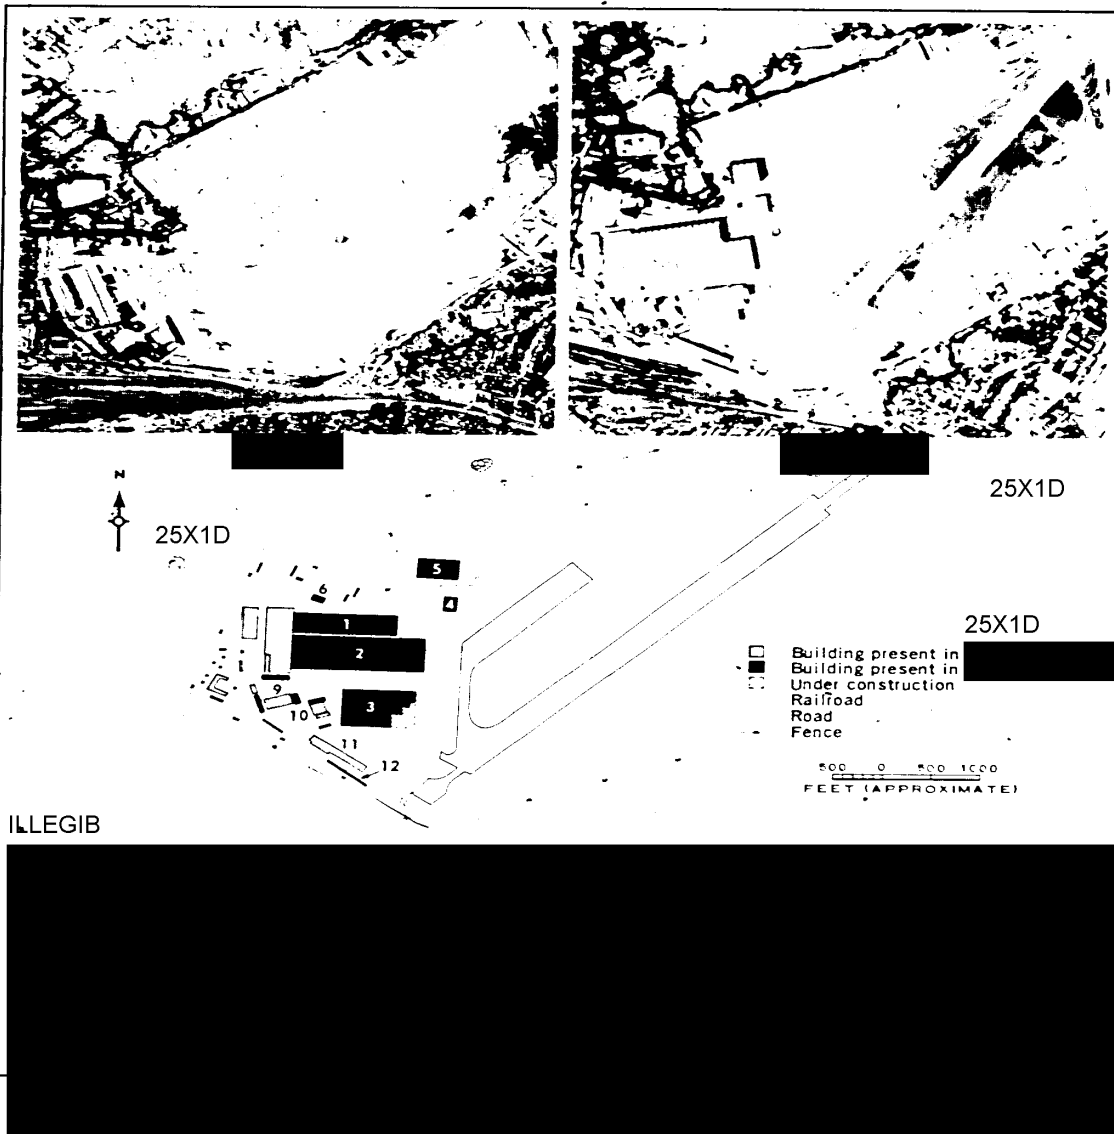 N
25X1D
25X1D
5
6
4
1
2
25X1D
Building present in
Building present in
Under construction
Railroad
Road
Fence
9
3
10
11
12
500 0 500 1000
FEET (APPROXIMATE)
ILLEGIB